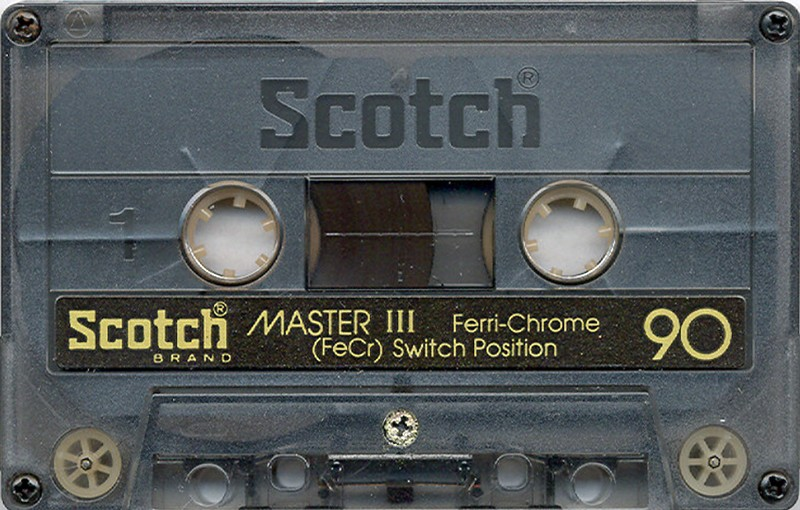 Scotch®
1
Scotch® MASTER III Ferri-Chrome 90
BRAND (FeCr) Switch Position